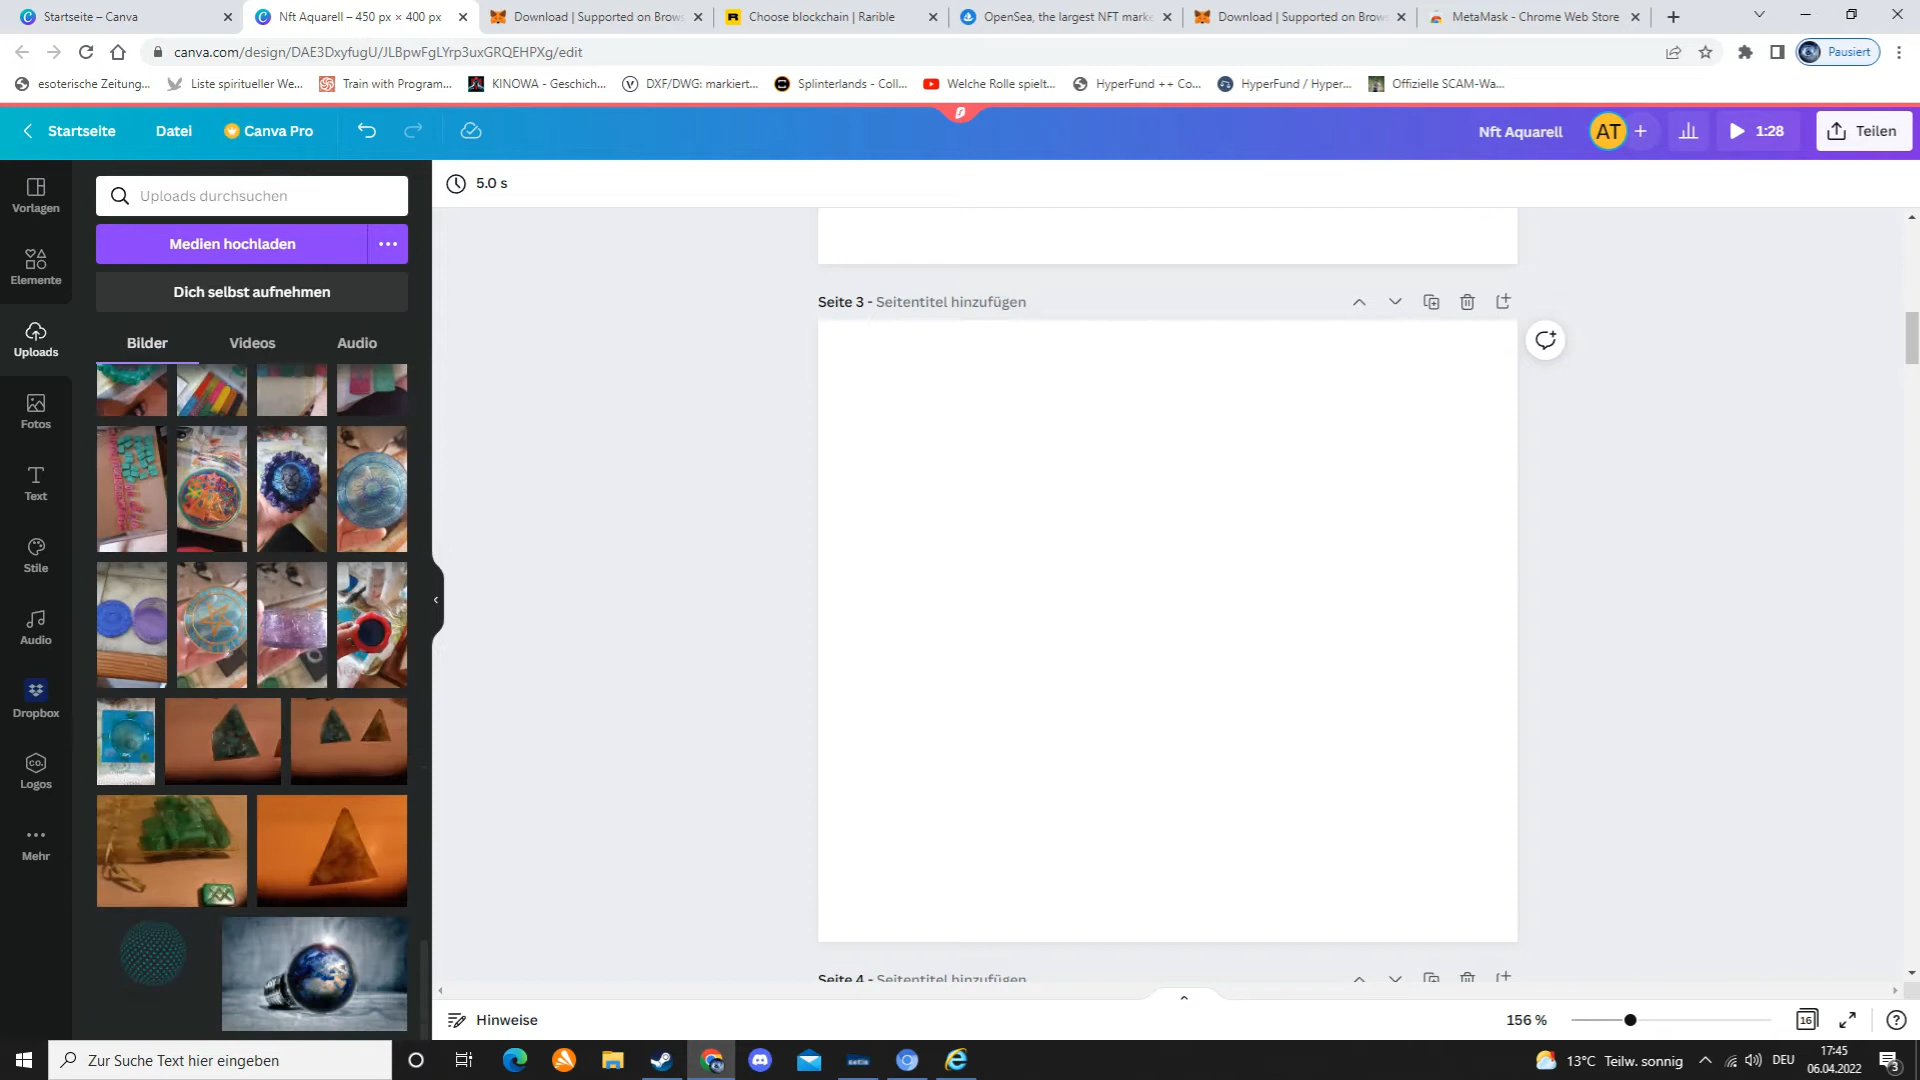 Startseite – Canva
Nft Aquarell – 450 px × 400 px
Download | Supported on Brows
Choose blockchain | Rarible
OpenSea, the largest NFT marke
Download | Supported on Brows
MetaMask - Chrome Web Store
canva.com/design/DAE3DxyfugU/JLBpwFgLYrp3uxGRQEHPXg/edit
Pausiert
esoterische Zeitung...
Liste spiritueller We...
Train with Program...
KINOWA - Geschich...
DXF/DWG: markiert...
Splinterlands - Coll...
Welche Rolle spielt...
HyperFund ++ Co...
HyperFund / Hyper...
Offizielle SCAM-Wa...
Startseite
Datei
Canva Pro
Nft Aquarell
AT
1:28
Teilen
Vorlagen
Elemente
Uploads
Fotos
Text
Stile
Audio
Dropbox
CO.
Logos
Mehr
Uploads durchsuchen
Medien hochladen
Dich selbst aufnehmen
Bilder
Videos
Audio
5.0 s
Seite 3 - Seitentitel hinzufügen
Seite 4 - Seitentitel hinzufügen
Hinweise
156 %
16
Zur Suche Text hier eingeben
13°C Teilw. sonnig
DEU
17:45
06.04.2022
3